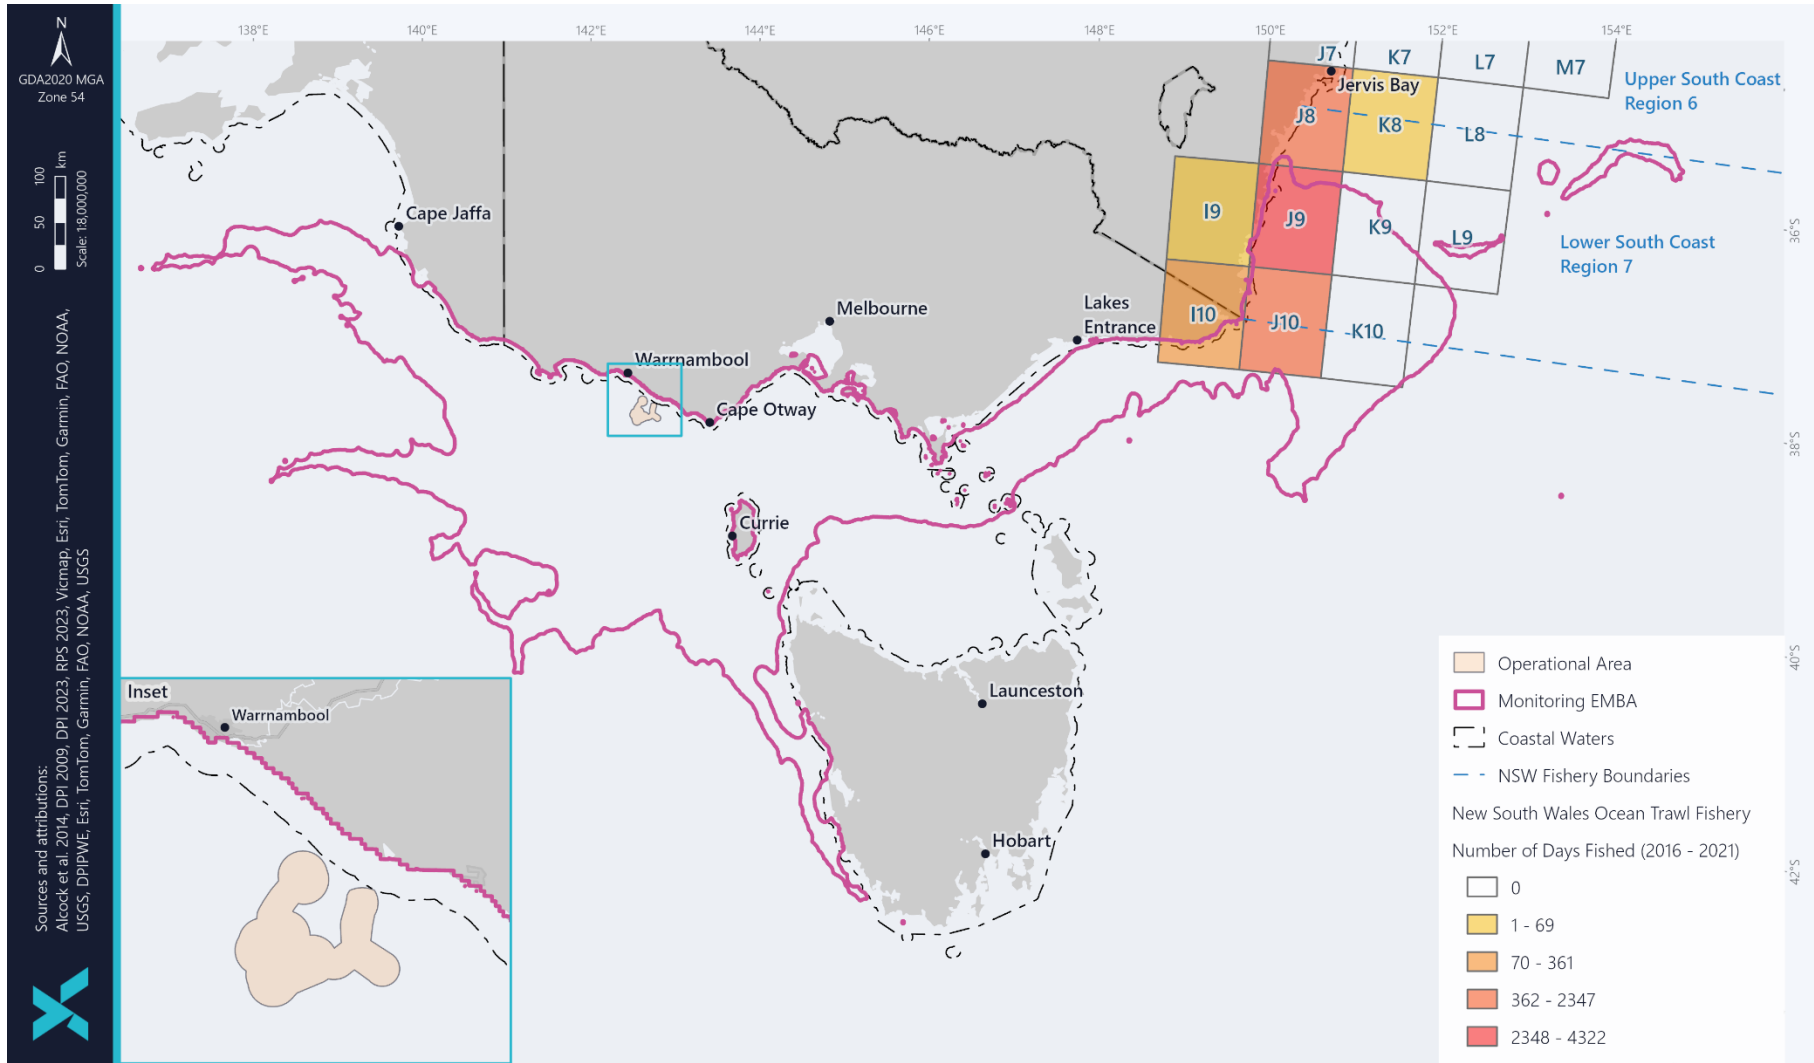 N
GDA2020 MGA
Zone 54
0 50 100 km
Scale: 1:8,000,000
Sources and attributions:
Alcock et al. 2014, DPI 2009, DPI 2023, RPS 2023, Vicmap, Esri, TomTom, Garmin, FAO, NOAA,
USGS, DPIPWE, Esri, TomTom, Garmin, FAO, NOAA, USGS
138°E
140°E
142°E
144°E
146°E
148°E
150°E
152°E
154°E
36°S
38°S
40°S
42°S
J7
K7
L7
M7
Jervis Bay
J8
K8
L8
Upper South Coast
Region 6
I9
J9
K9
L9
Lower South Coast
Region 7
I10
J10
K10
Cape Jaffa
Melbourne
Lakes
Entrance
Warrnambool
Cape Otway
Currie
Launceston
Hobart
Inset
Warrnambool
Operational Area
Monitoring EMBA
Coastal Waters
NSW Fishery Boundaries
New South Wales Ocean Trawl Fishery
Number of Days Fished (2016 - 2021)
0
1 - 69
70 - 361
362 - 2347
2348 - 4322